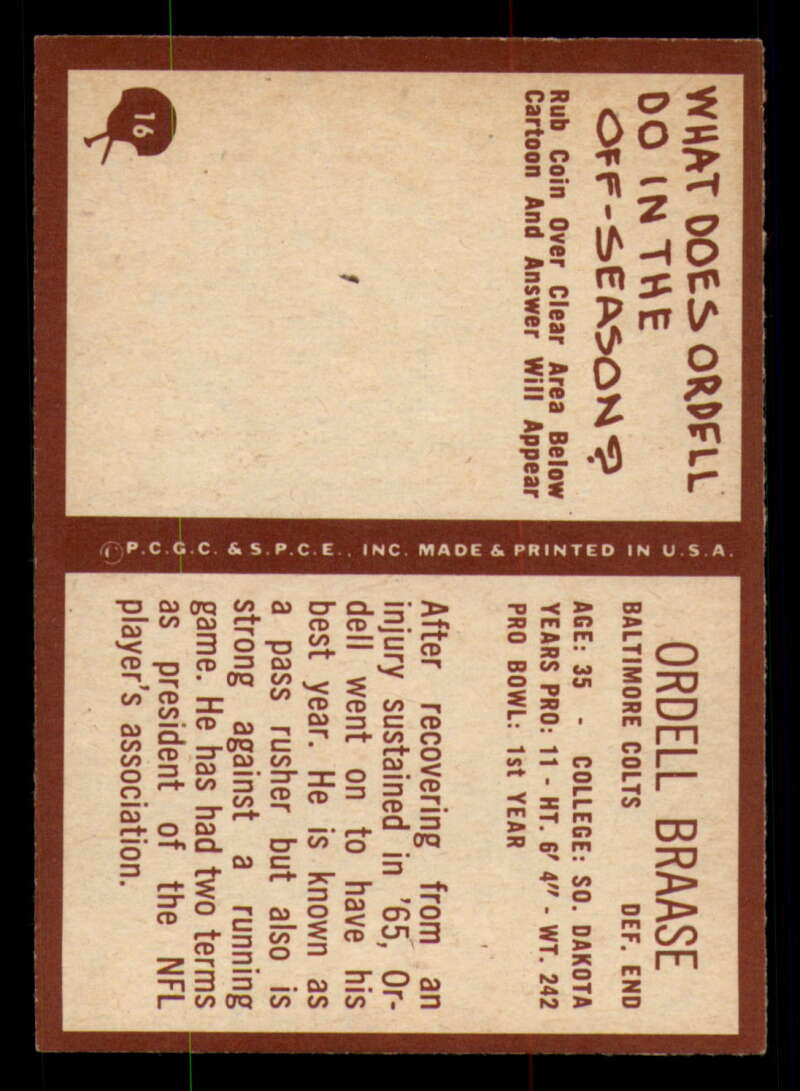 WHAT DOES ORDELL
DO IN THE
OFF-SEASON?
Rub Coin Over Clear Area Below
Cartoon And Answer Will Appear
16
© P.C.G.C. & S.P.C.E., INC. MADE & PRINTED IN U.S.A.
ORDELL BRAASE
BALTIMORE COLTS DEF. END
AGE: 35 - COLLEGE: SO. DAKOTA
YEARS PRO: 11 - HT. 6' 4" - WT. 242
PRO BOWL: 1st YEAR
After recovering from an
injury sustained in '65, Or-
dell went on to have his
best year. He is known as
a pass rusher but also is
strong against a running
game. He has had two terms
as president of the NFL
player's association.